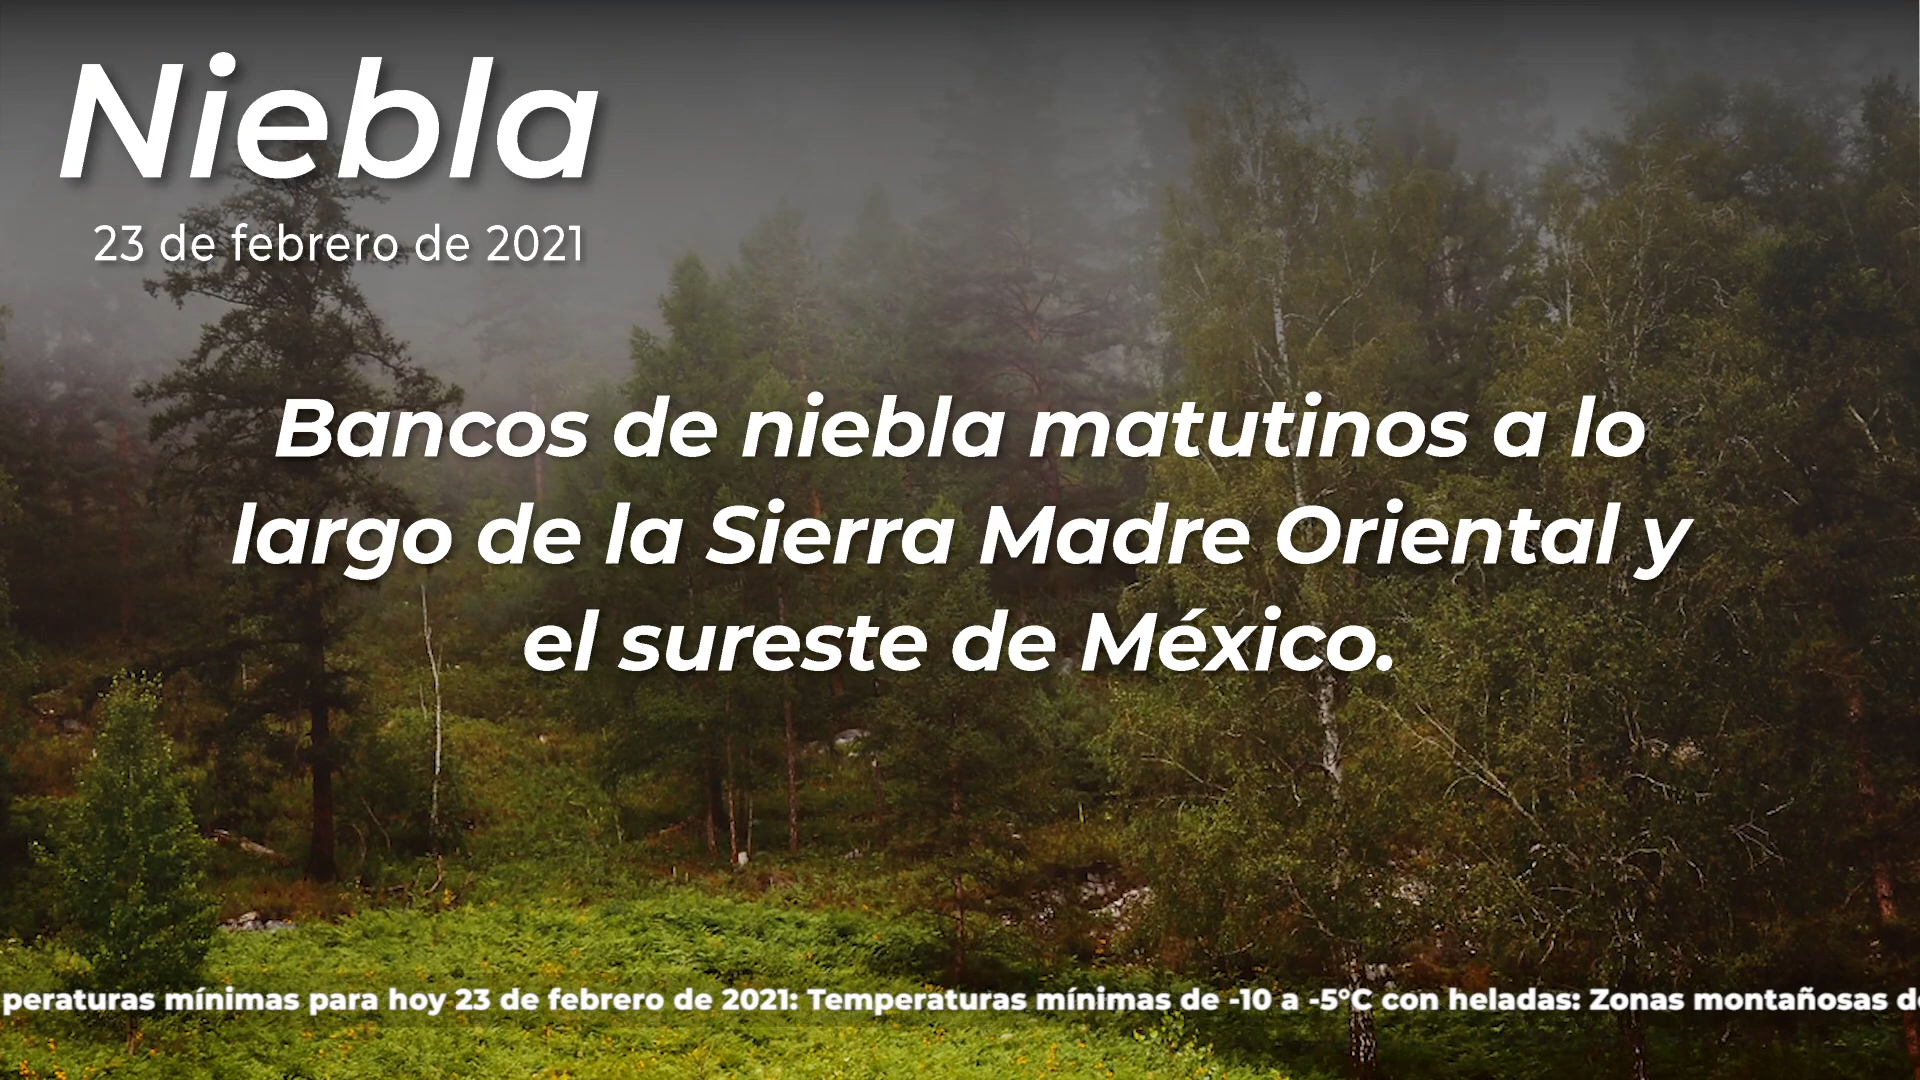 Niebla
23 de febrero de 2021
Bancos de niebla matutinos a lo
largo de la Sierra Madre Oriental y
el sureste de México.
peraturas mínimas para hoy 23 de febrero de 2021: Temperaturas mínimas de -10 a -5°C con heladas: Zonas montañosas d